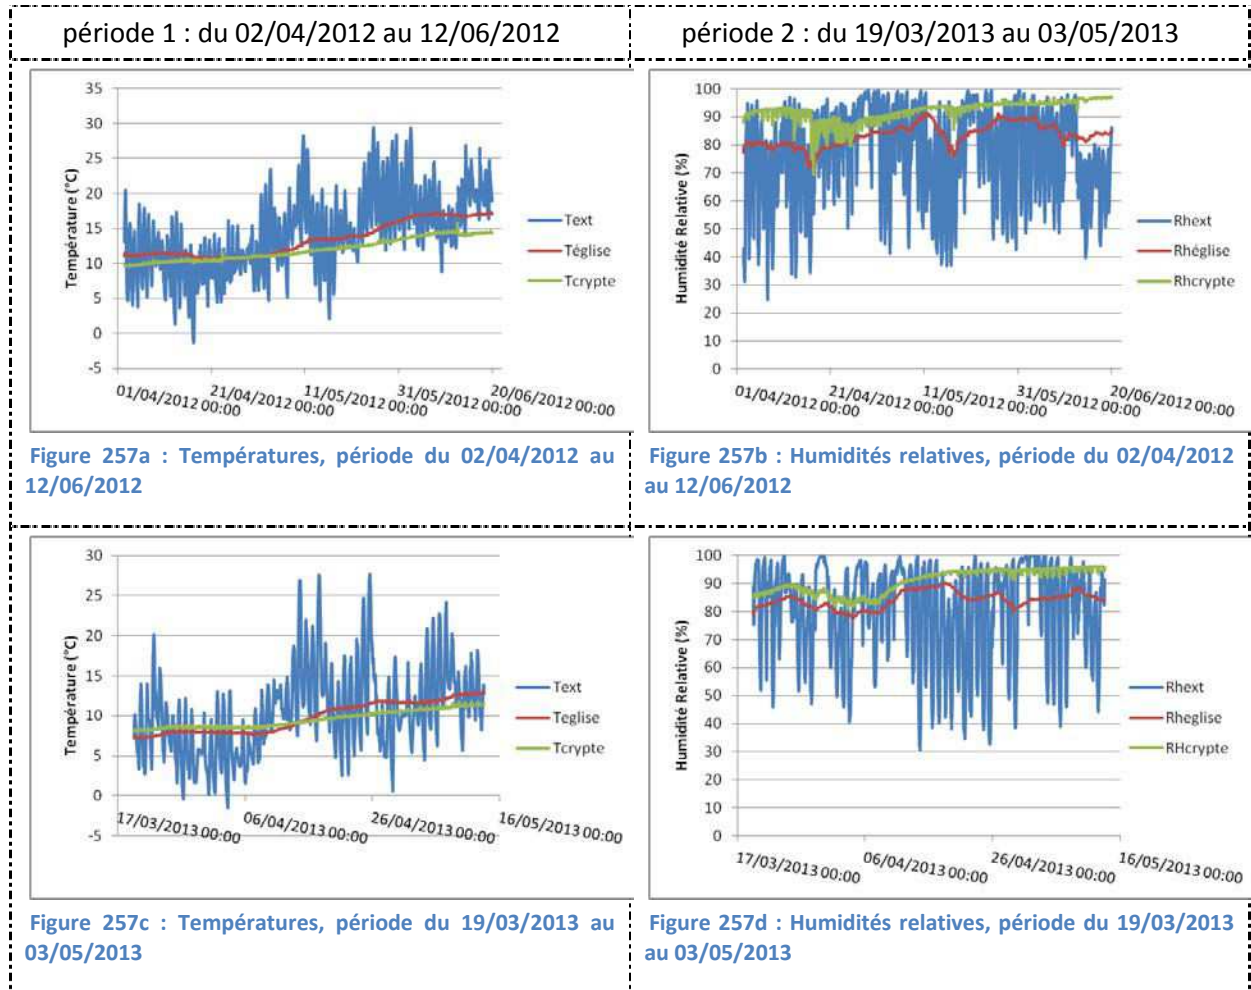 période 1 : du 02/04/2012 au 12/06/2012
période 2 : du 19/03/2013 au 03/05/2013
35
30
25
20
15
10
5
0
-5
Température (°C)
01/04/2012 00:00
21/04/2012 00:00
11/05/2012 00:00
31/05/2012 00:00
20/06/2012 00:00
Text
Téglise
Tcrypte
Figure 257a : Températures, période du 02/04/2012 au
12/06/2012
100
90
80
70
60
50
40
30
20
10
0
Humidité Relative (%)
01/04/2012 00:00
21/04/2012 00:00
11/05/2012 00:00
31/05/2012 00:00
20/06/2012 00:00
Rhext
Rhéglise
Rhcrypte
Figure 257b : Humidités relatives, période du 02/04/2012
au 12/06/2012
30
25
20
15
10
5
0
-5
Température (°C)
17/03/2013 00:00
06/04/2013 00:00
26/04/2013 00:00
16/05/2013 00:00
Text
Teglise
Tcrypte
Figure 257c : Températures, période du 19/03/2013 au
03/05/2013
100
90
80
70
60
50
40
30
20
10
0
Humidité Relative (%)
17/03/2013 00:00
06/04/2013 00:00
26/04/2013 00:00
16/05/2013 00:00
Rhext
Rheglise
RHcrypte
Figure 257d : Humidités relatives, période du 19/03/2013
au 03/05/2013